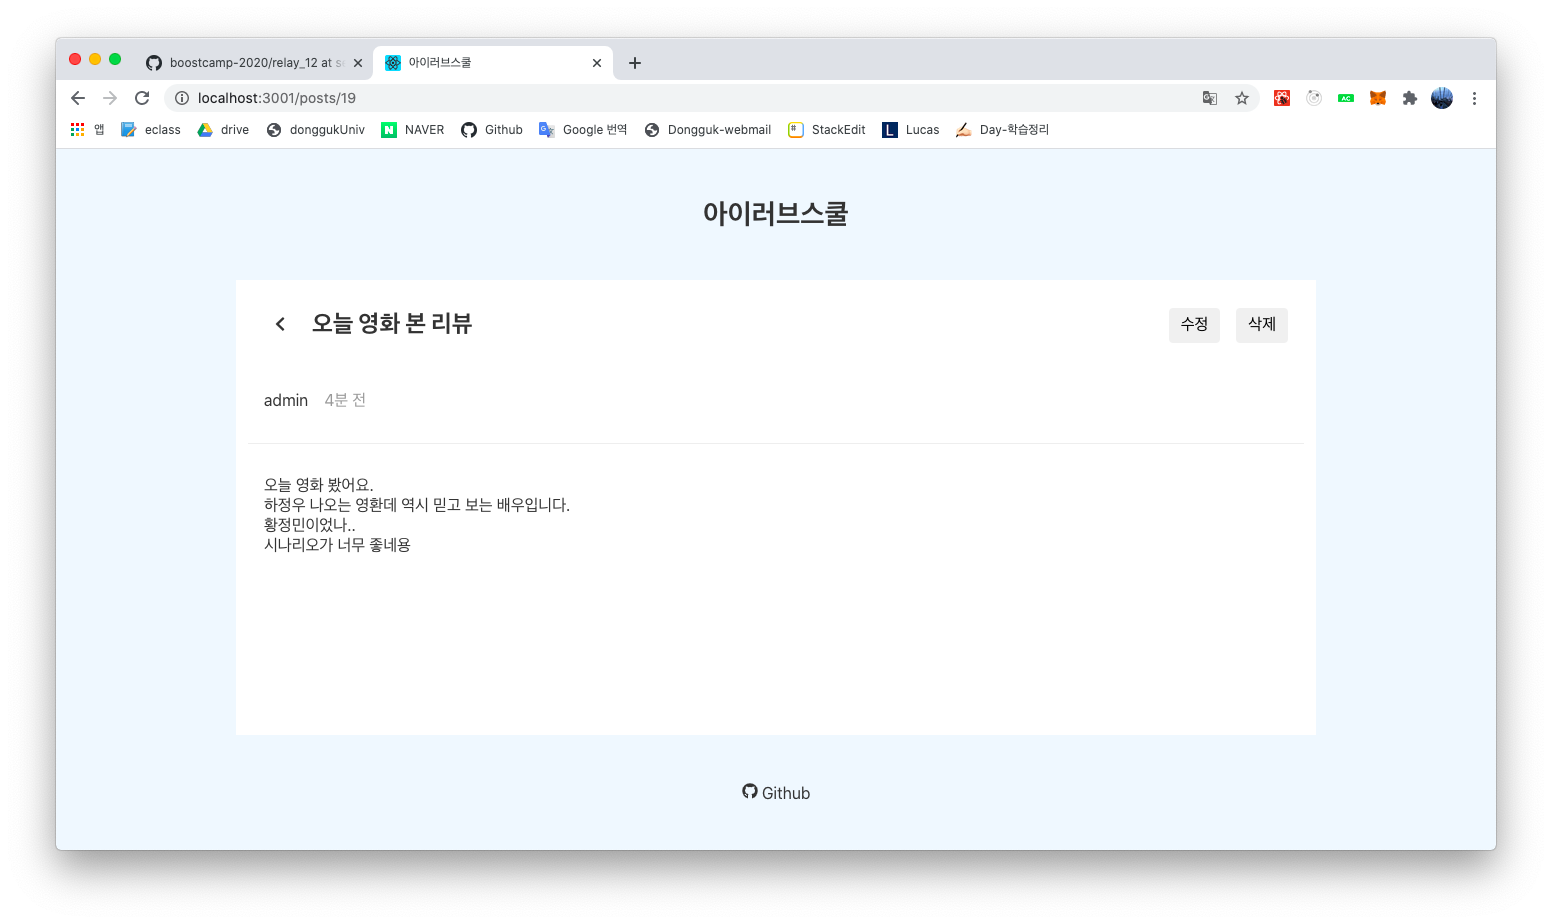 boostcamp-2020/relay_12 at se
아이러브스쿨
localhost:3001/posts/19
앱 eclass drive donggukUniv NAVER Github Google 번역 Dongguk-webmail StackEdit Lucas Day-학습정리
아이러브스쿨
오늘 영화 본 리뷰
수정 삭제
admin 4분 전
오늘 영화 봤어요.
하정우 나오는 영환데 역시 믿고 보는 배우입니다.
황정민이었나..
시나리오가 너무 좋네용
Github